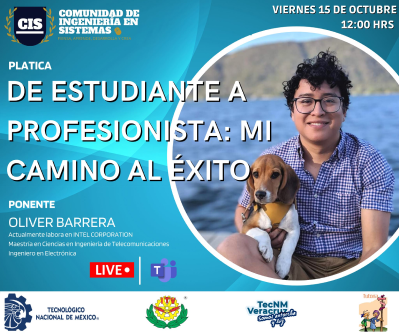 CIS
COMUNIDAD DE
INGENIERÍA EN
SISTEMAS
VIERNES 15 DE OCTUBRE
12:00 HRS
PLATICA
DE ESTUDIANTE A
PROFESIONISTA: MI
CAMINO AL ÉXITO
PONENTE
OLIVER BARRERA
Actualmente labora en INTEL CORPORATION
Maestría en Ciencias en Ingeniería de Telecomunicaciones
Ingeniero en Electrónica
LIVE
T
TECNOLÓGICO
NACIONAL DE MÉXICO
TecNM
Veracruz